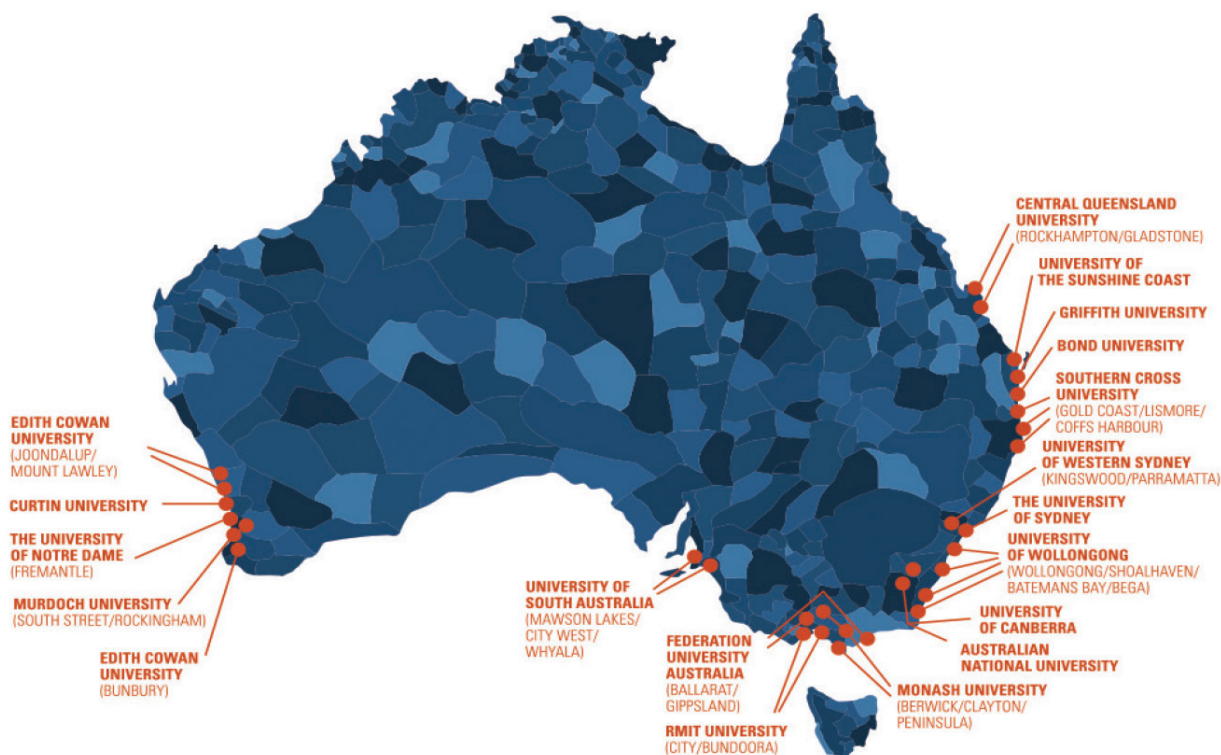 CENTRAL QUEENSLAND
UNIVERSITY
(ROCKHAMPTON/GLADSTONE)
UNIVERSITY OF
THE SUNSHINE COAST
GRIFFITH UNIVERSITY
BOND UNIVERSITY
SOUTHERN CROSS
UNIVERSITY
(GOLD COAST/LISMORE/
COFFS HARBOUR)
UNIVERSITY
OF WESTERN SYDNEY
(KINGSWOOD/PARRAMATTA)
THE UNIVERSITY
OF SYDNEY
UNIVERSITY
OF WOLLONGONG
(WOLLONGONG/SHOALHAVEN/
BATEMANS BAY/BEGA)
UNIVERSITY
OF CANBERRA
AUSTRALIAN
NATIONAL UNIVERSITY
MONASH UNIVERSITY
(BERWICK/CLAYTON/
PENINSULA)
EDITH COWAN
UNIVERSITY
(JOONDALUP/
MOUNT LAWLEY)
CURTIN UNIVERSITY
THE UNIVERSITY
OF NOTRE DAME
(FREMANTLE)
MURDOCH UNIVERSITY
(SOUTH STREET/ROCKINGHAM)
EDITH COWAN
UNIVERSITY
(BUNBURY)
UNIVERSITY OF
SOUTH AUSTRALIA
(MAWSON LAKES/
CITY WEST/
WHYALA)
FEDERATION
UNIVERSITY
AUSTRALIA
(BALLARAT/
GIPPSLAND)
RMIT UNIVERSITY
(CITY/BUNDOORA)